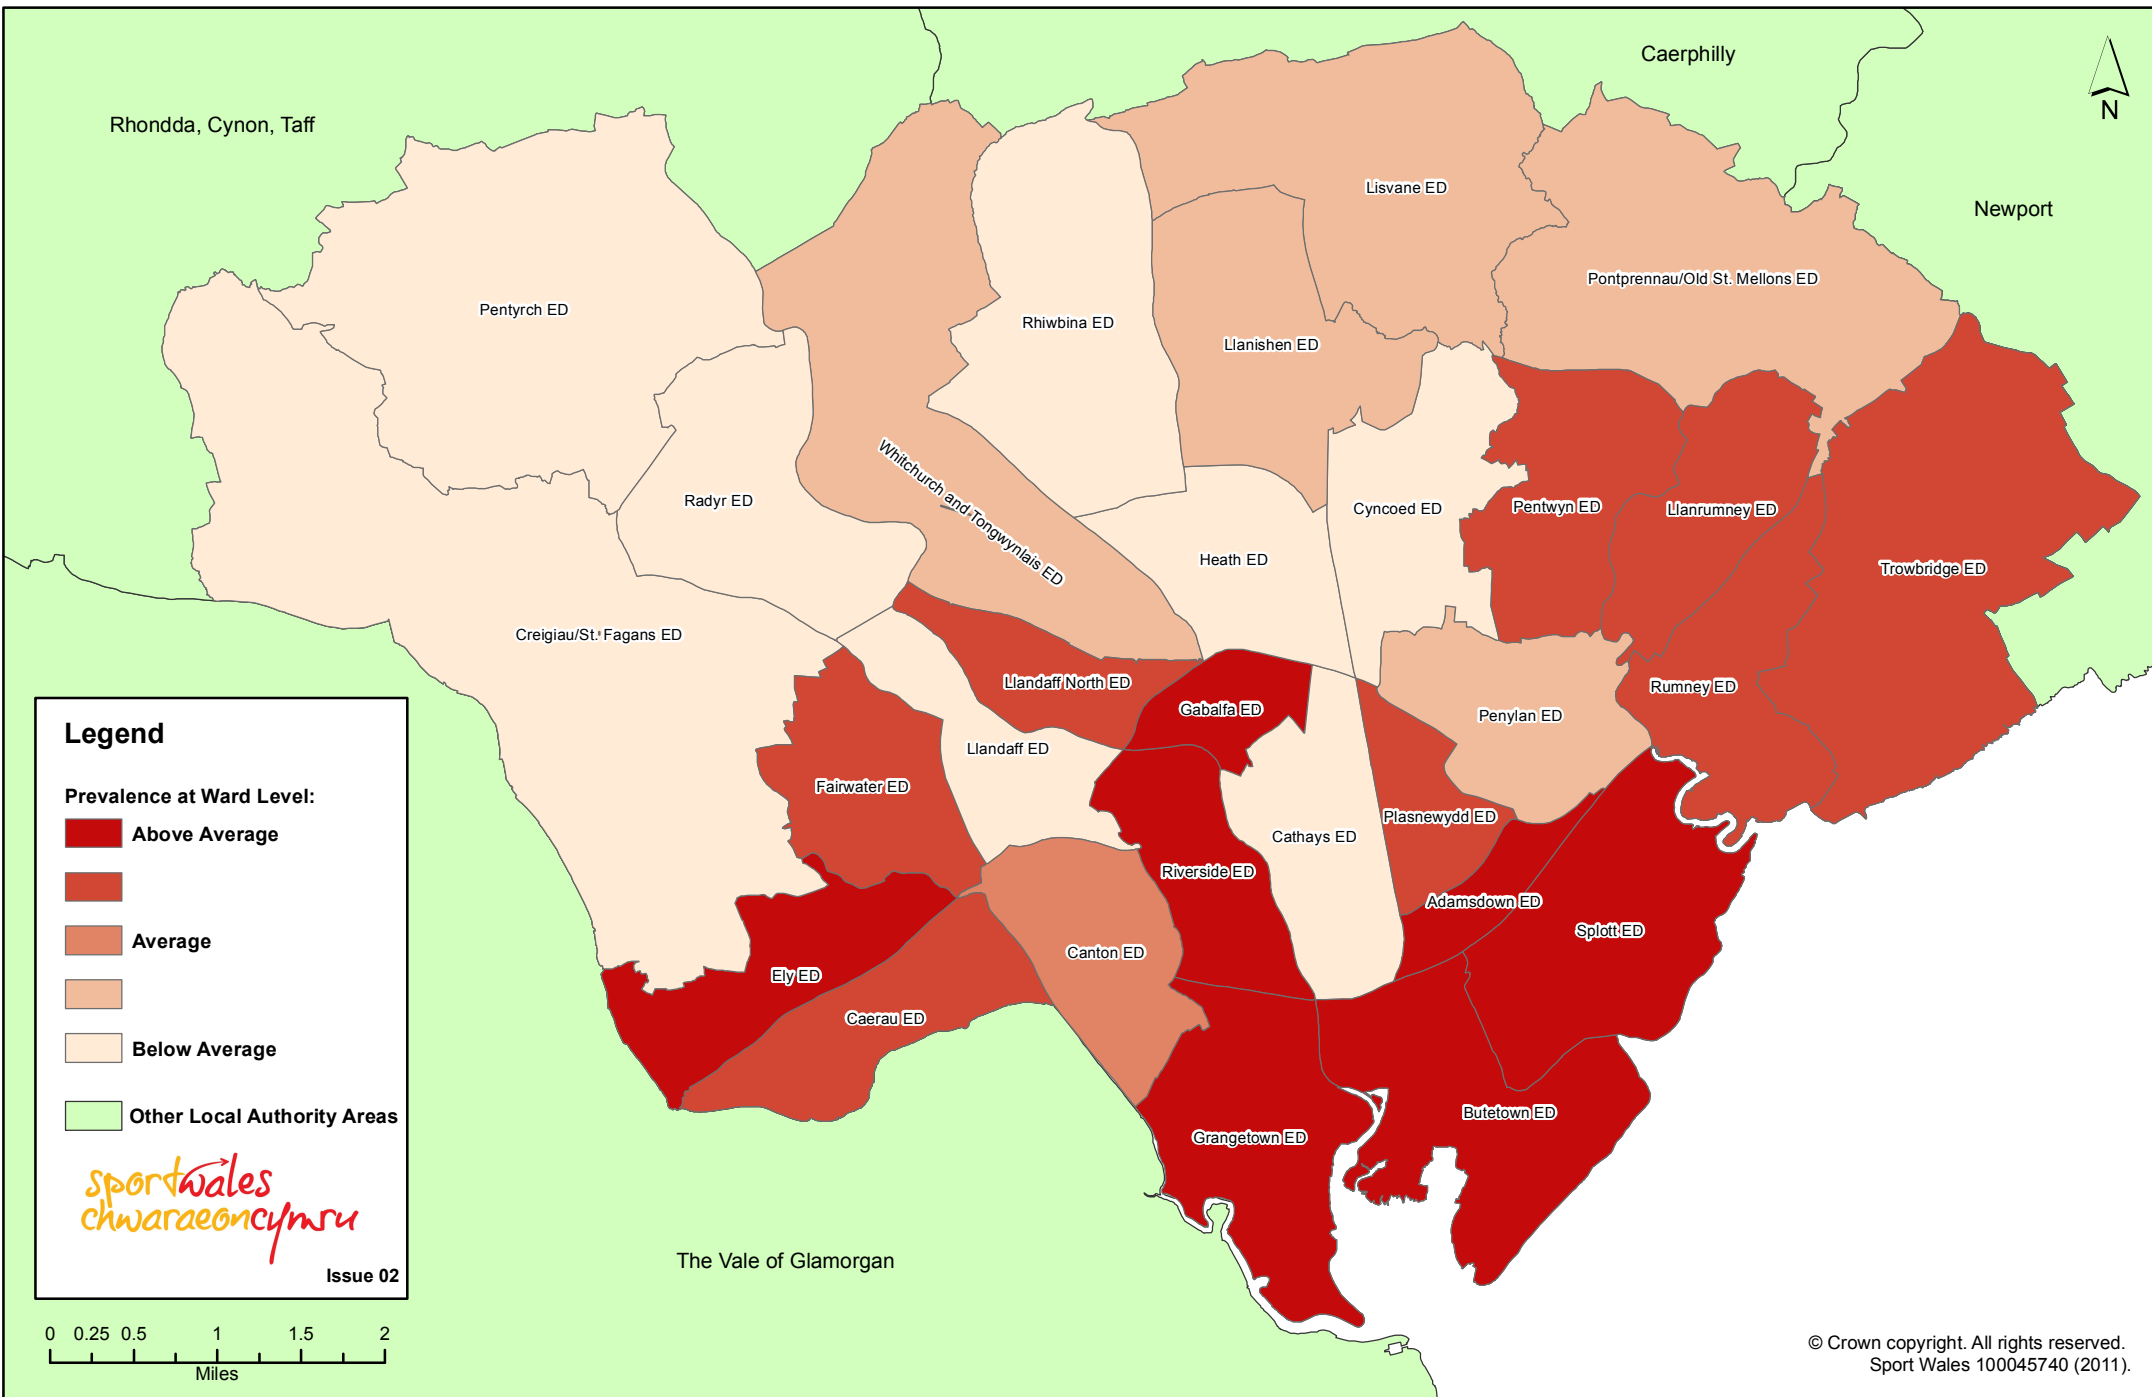 Caerphilly
Rhondda, Cynon, Taff
N
Lisvane ED
Newport
Pontprennau/Old St. Mellons ED
Pentyrch ED
Rhiwbina ED
Llanishen ED
Whitchurch and Tongwynlais ED
Radyr ED
Cyncoed ED
Pentwyn ED
Llanrumney ED
Heath ED
Trowbridge ED
Creigiau/St. Fagans ED
Llandaff North ED
Rumney ED
Gabalfa ED
Penylan ED
Llandaff ED
Fairwater ED
Plasnewydd ED
Cathays ED
Riverside ED
Adamsdown ED
Splott ED
Canton ED
Ely ED
Caerau ED
Butetown ED
Grangetown ED
The Vale of Glamorgan
Legend
Prevalence at Ward Level:
Above Average
Average
Below Average
Other Local Authority Areas
sportwales
chwaraeoncymru
Issue 02
0 0.25 0.5 1 1.5 2
Miles
© Crown copyright. All rights reserved.
Sport Wales 100045740 (2011).